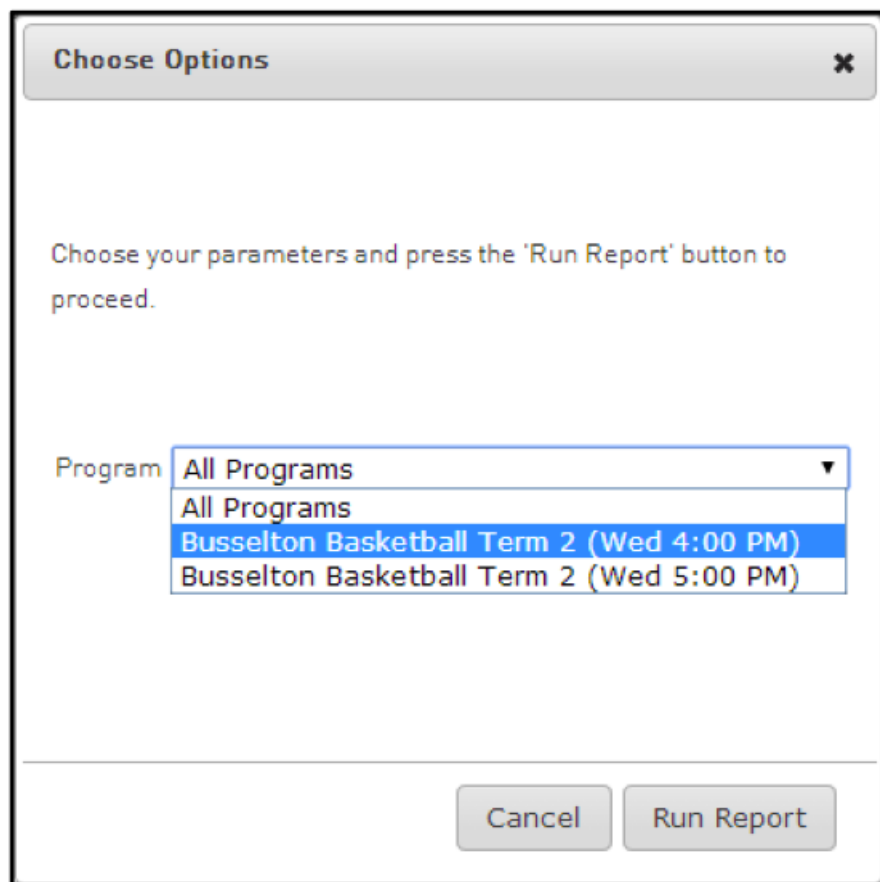 Choose Options
Choose your parameters and press the 'Run Report' button to
proceed.
Program All Programs
All Programs
Busselton Basketball Term 2 (Wed 4:00 PM)
Busselton Basketball Term 2 (Wed 5:00 PM)
Cancel Run Report